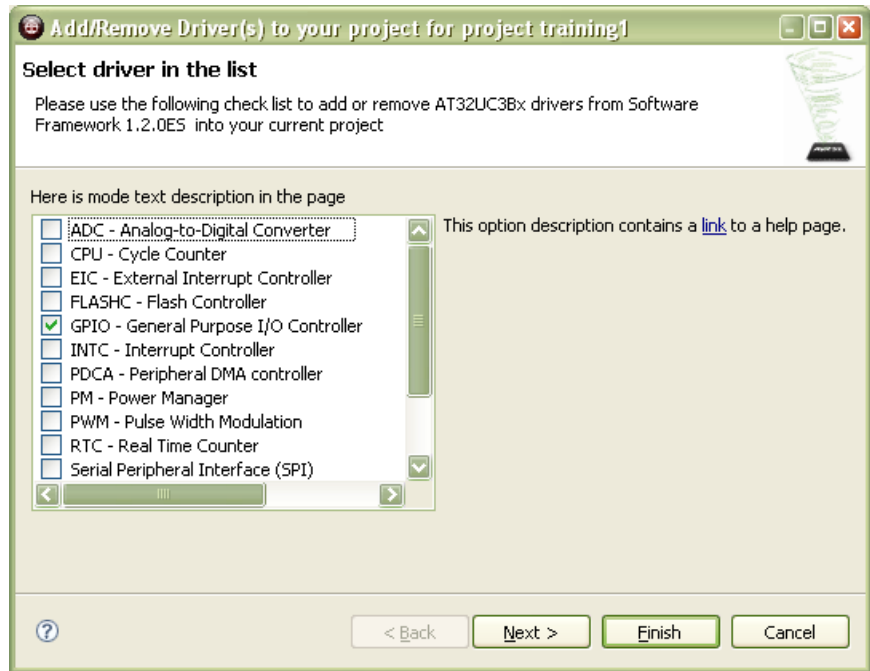 Add/Remove Driver(s) to your project for project training1
Select driver in the list
Please use the following check list to add or remove AT32UC3Bx drivers from Software
Framework 1.2.0ES into your current project
Here is mode text description in the page
ADC - Analog-to-Digital Converter
CPU - Cycle Counter
EIC - External Interrupt Controller
FLASHC - Flash Controller
GPIO - General Purpose I/O Controller
INTC - Interrupt Controller
PDCA - Peripheral DMA controller
PM - Power Manager
PWM - Pulse Width Modulation
RTC - Real Time Counter
Serial Peripheral Interface (SPI)
This option description contains a link to a help page.
< Back
Next >
Finish
Cancel